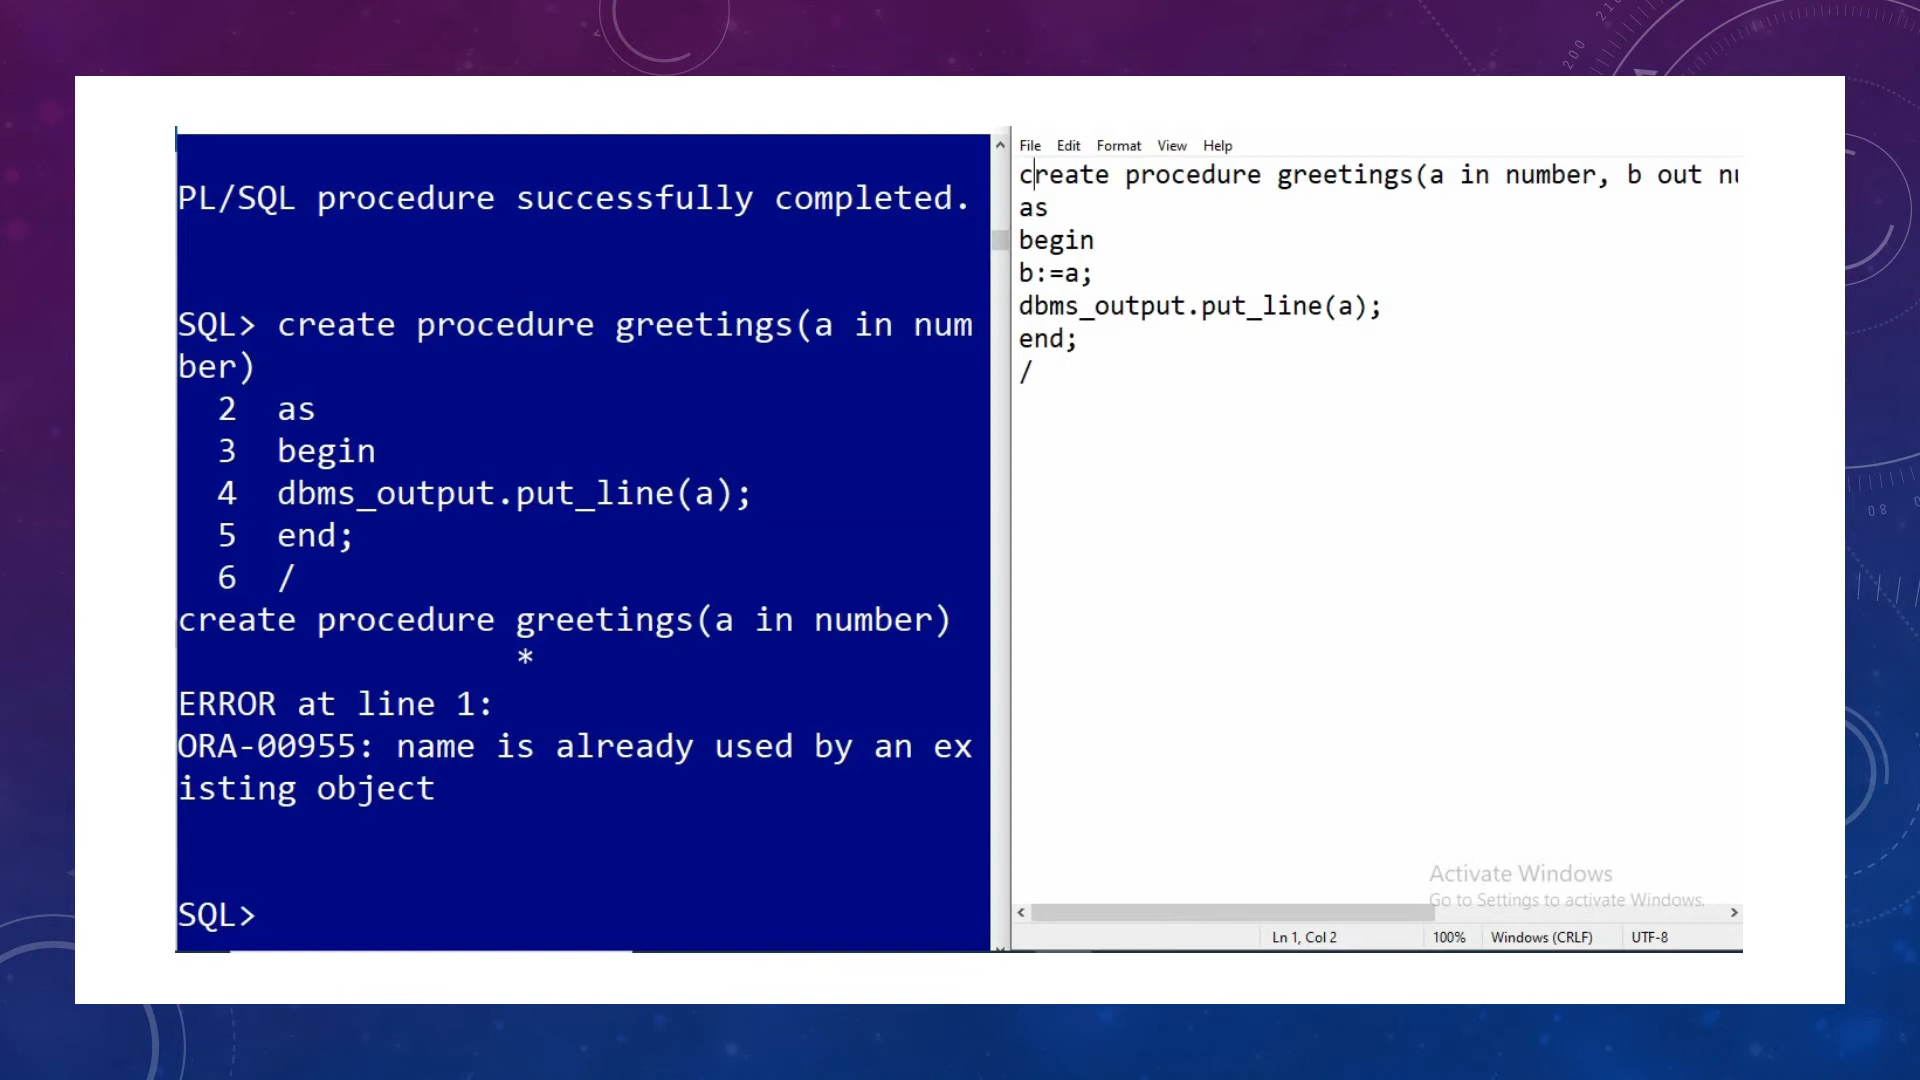 PL/SQL procedure successfully completed.
SQL> create procedure greetings(a in num
ber)
2 as
3 begin
4 dbms_output.put_line(a);
5 end;
6 /
create procedure greetings(a in number)
*
ERROR at line 1:
ORA-00955: name is already used by an ex
isting object
SQL>
File Edit Format View Help
create procedure greetings(a in number, b out nu
as
begin
b:=a;
dbms_output.put_line(a);
end;
/
Activate Windows
Go to Settings to activate Windows.
Ln 1, Col 2 100% Windows (CRLF) UTF-8
200
80